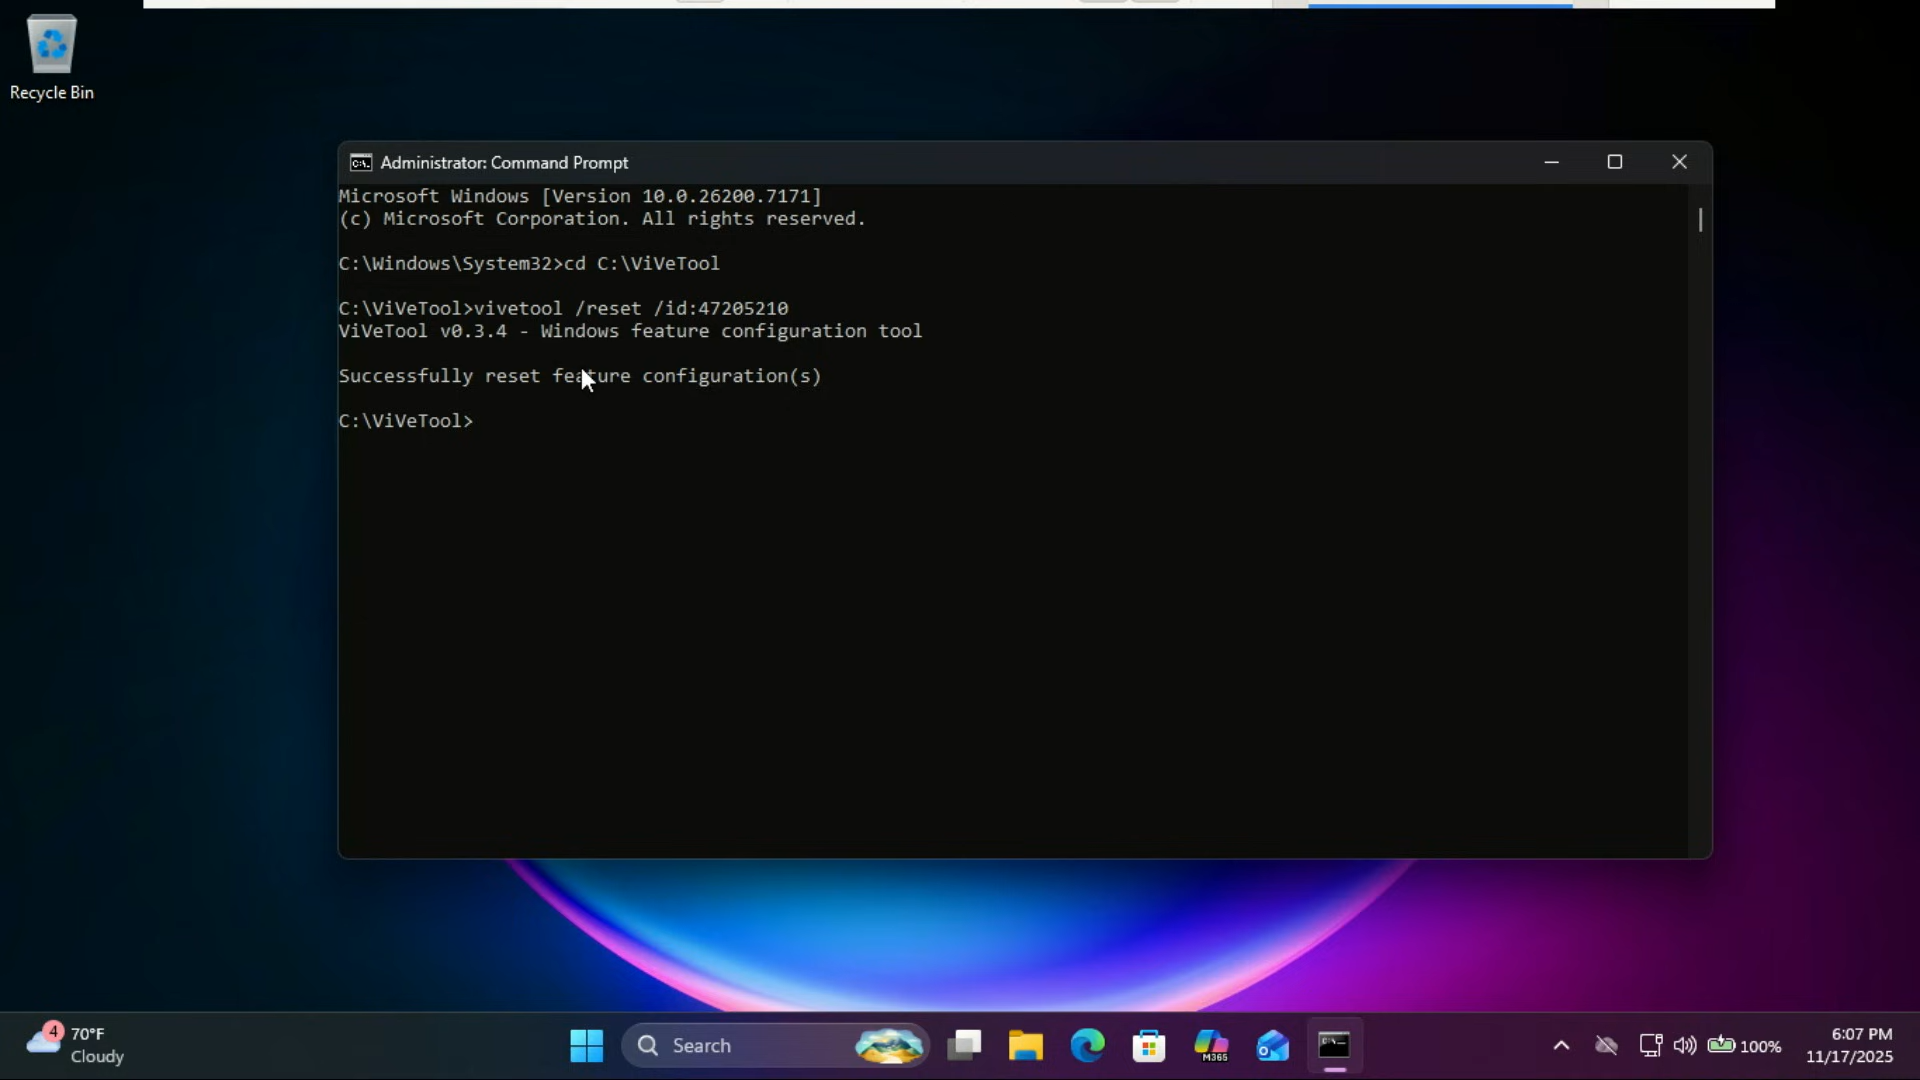 Recycle Bin
Administrator: Command Prompt
Microsoft Windows [Version 10.0.26200.7171]
(c) Microsoft Corporation. All rights reserved.
C:\Windows\System32>cd C:\ViVeTool
C:\ViVeTool>vivetool /reset /id:47205210
ViVeTool v0.3.4 - Windows feature configuration tool
Successfully reset feature configuration(s)
C:\ViVeTool>
4
70°F
Cloudy
Search
M365
100%
6:07 PM
11/17/2025